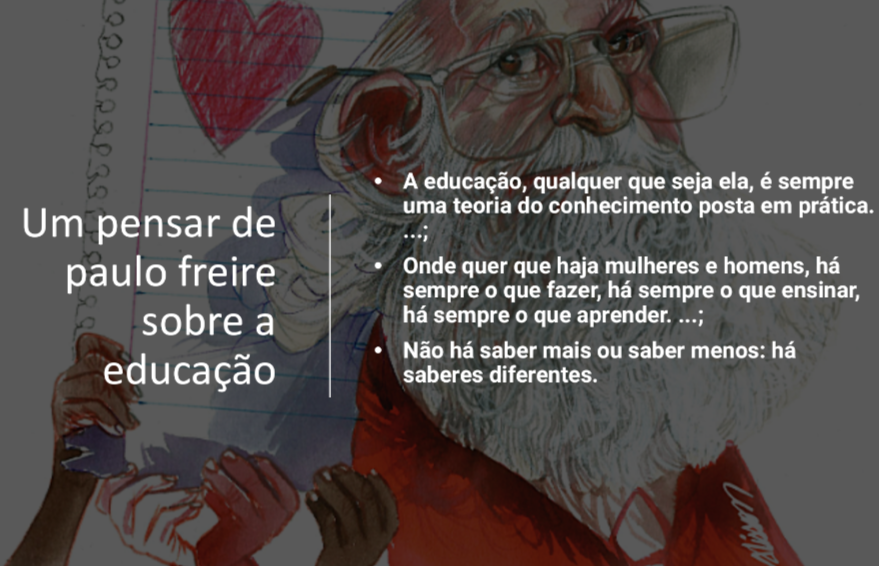 Um pensar de
paulo freire
sobre a
educação
• A educação, qualquer que seja ela, é sempre
uma teoria do conhecimento posta em prática.
...;
• Onde quer que haja mulheres e homens, há
sempre o que fazer, há sempre o que ensinar,
há sempre o que aprender. ...;
• Não há saber mais ou saber menos: há
saberes diferentes.